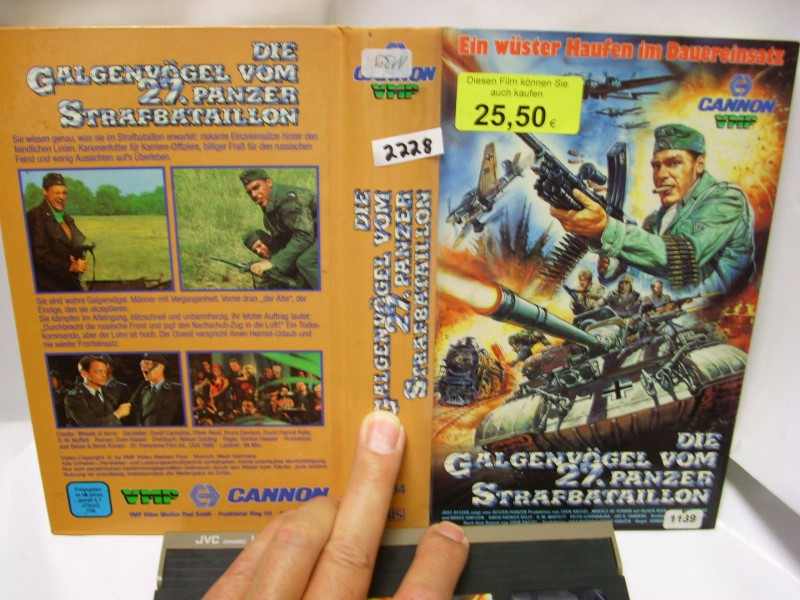 DIE
GALGENVÖGEL VOM
27. PANZER
STRAFBATAILLON
Sie wissen genau, was sie im Strafbataillon erwartet: riskante Einzeleinsätze hinter den
feindlichen Linien. Kanonenfutter für Karriere-Offiziere, billiger Fraß für den russischen
Feind und wenig Aussichten auf's Überleben.
Sie sind wahre Galgenvögel. Männer mit Vergangenheit. Vorne dran „der Alte", der
Einzige, den sie akzeptieren.
Sie kämpfen im Alleingang, blitzschnell und unbarmherzig. Ihr letzter Auftrag lautet:
„Durchbrecht die russische Front und jagt den Nachschub-Zug in die Luft!" Ein Todes-
kommando, aber der Lohn ist hoch. Der Oberst verspricht ihnen Heimat-Urlaub und
nie wieder Fronteinsatz.
VMP
CANNON
VMP Video Medien Pool GmbH
CANNON
VMP
2228
DIE
GALGENVÖGEL VOM
27. PANZER
STRAFBATAILLON
JVC
Ein wüster Haufen im Dauereinsatz
Diesen Film können Sie
auch kaufen
25,50 €
CANNON
VMP
DIE
GALGENVÖGEL VOM
27. PANZER
STRAFBATAILLON
1139